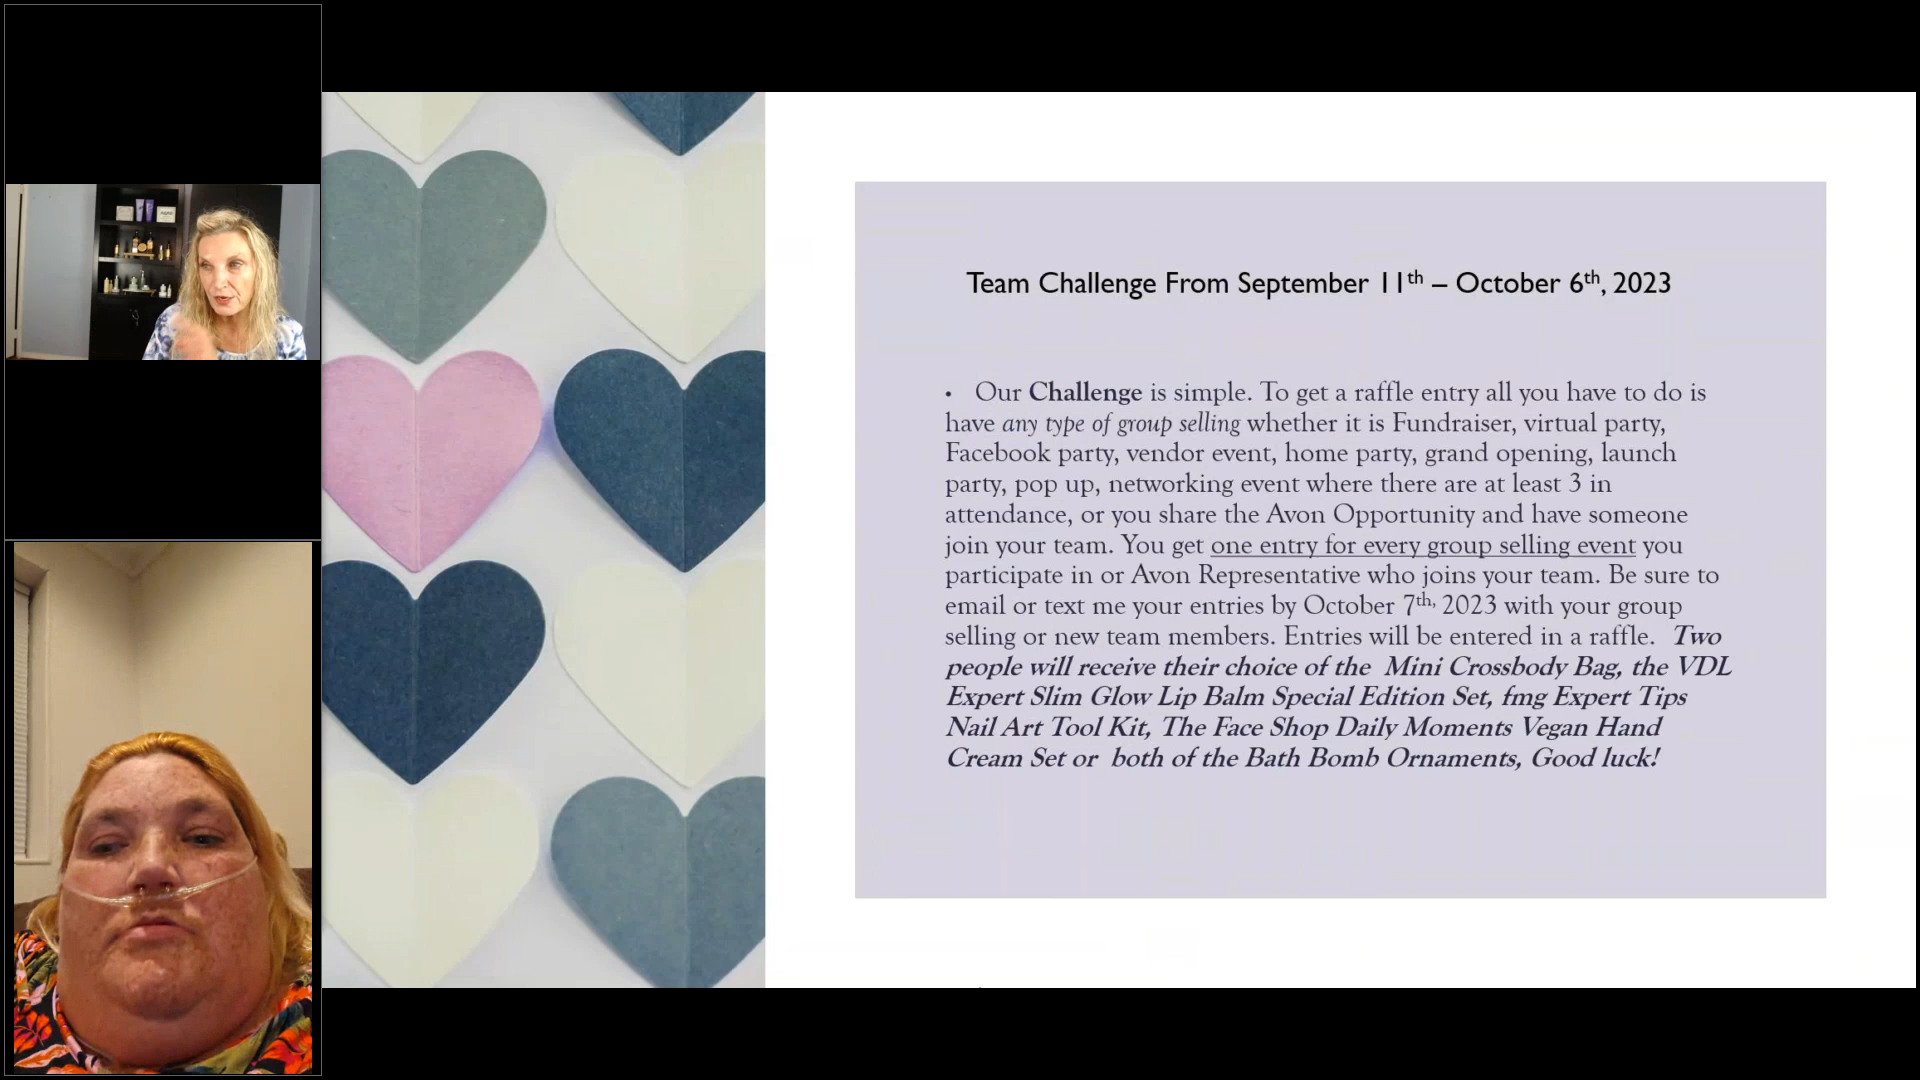 Team Challenge From September 11th – October 6th, 2023
• Our Challenge is simple. To get a raffle entry all you have to do is
have any type of group selling whether it is Fundraiser, virtual party,
Facebook party, vendor event, home party, grand opening, launch
party, pop up, networking event where there are at least 3 in
attendance, or you share the Avon Opportunity and have someone
join your team. You get one entry for every group selling event you
participate in or Avon Representative who joins your team. Be sure to
email or text me your entries by October 7th, 2023 with your group
selling or new team members. Entries will be entered in a raffle. Two
people will receive their choice of the Mini Crossbody Bag, the VDL
Expert Slim Glow Lip Balm Special Edition Set, fmg Expert Tips
Nail Art Tool Kit, The Face Shop Daily Moments Vegan Hand
Cream Set or both of the Bath Bomb Ornaments, Good luck!